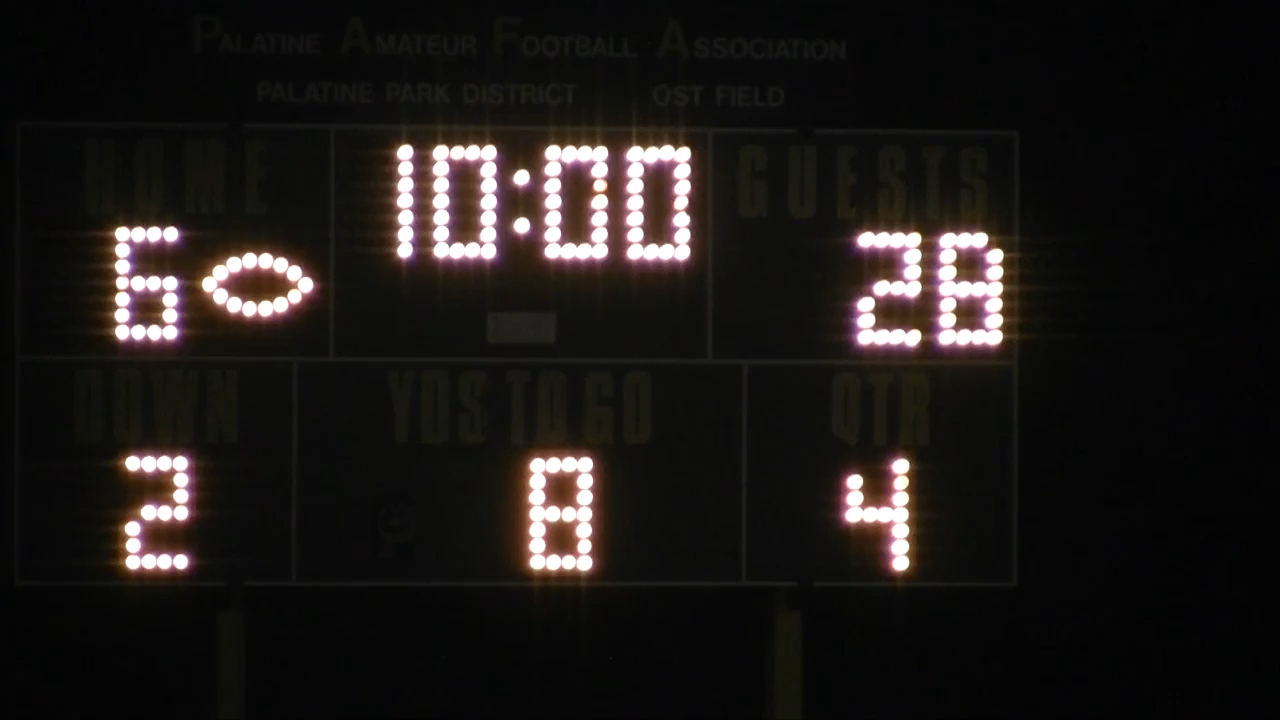 PALATINE AMATEUR FOOTBALL ASSOCIATION
PALATINE PARK DISTRICT OST FIELD
HOME 10:00 GUESTS
6 28
DOWN YDS TO GO QTR
2 8 4